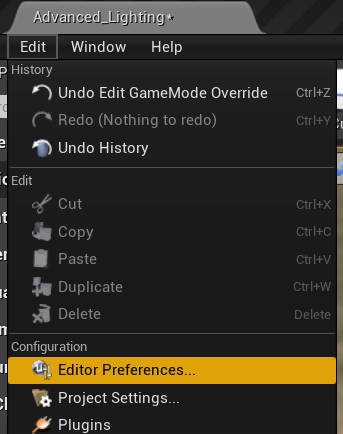 Advanced_Lighting*
Edit Window Help
History
Undo Edit GameMode Override Ctrl+Z
Redo (Nothing to redo) Ctrl+Y
Undo History
Edit
Cut Ctrl+X
Copy Ctrl+C
Paste Ctrl+V
Duplicate Ctrl+W
Delete Delete
Configuration
Editor Preferences...
Project Settings...
Plugins